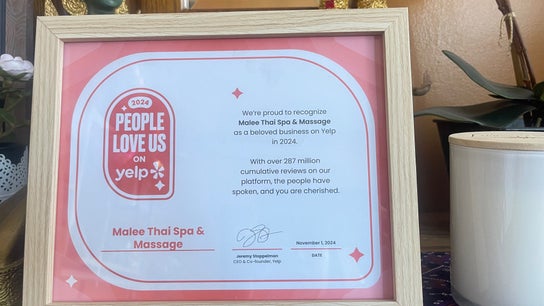 2024
PEOPLE
LOVE US
ON
yelp
We're proud to recognize
Malee Thai Spa & Massage
as a beloved business on Yelp
in 2024.
With over 287 million
cumulative reviews on our
platform, the people have
spoken, and you are cherished.
Malee Thai Spa &
Massage
November 1, 2024
Jeremy Stoppelman
DATE
CEO & Co-founder, Yelp